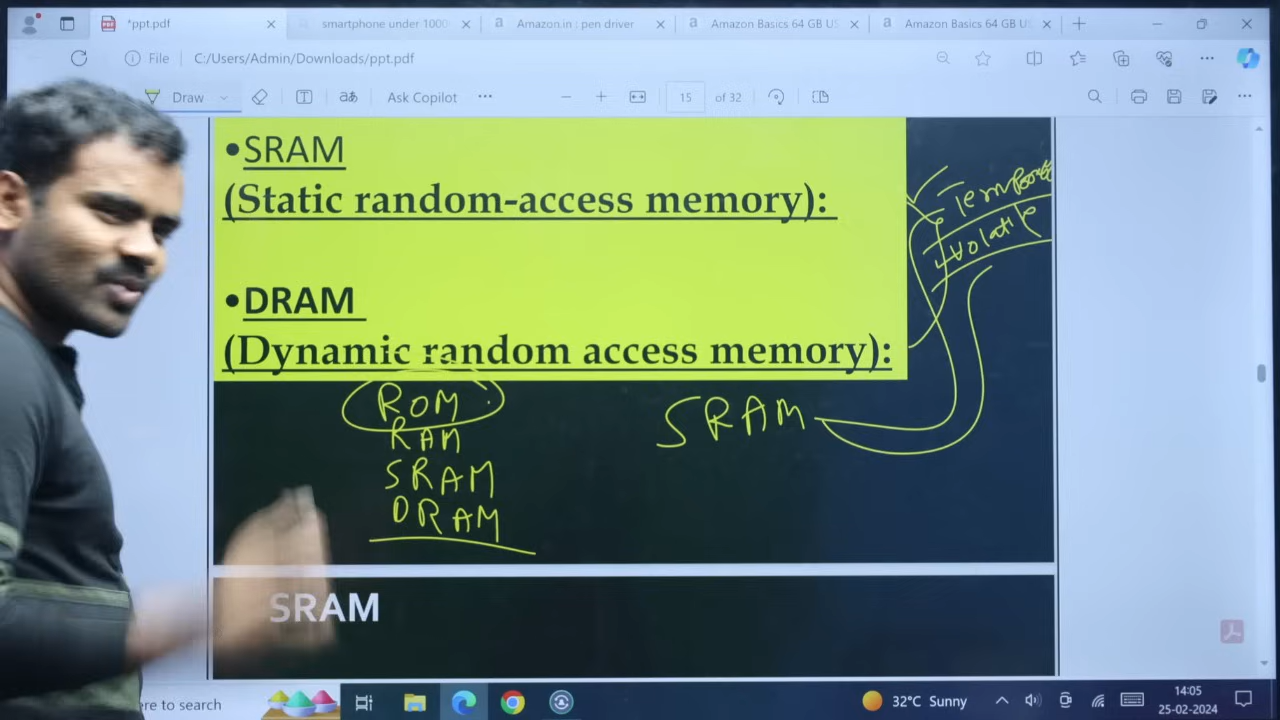 *ppt.pdf
smartphone under 1000
Amazon.in : pen driver
Amazon Basics 64 GB US
Amazon Basics 64 GB US
File C:/Users/Admin/Downloads/ppt.pdf
Draw
Ask Copilot
15 of 32
•SRAM
(Static random-access memory):
•DRAM
(Dynamic random access memory):
Volatile
ROM
RAM
SRAM
DRAM
SRAM
SRAM
ere to search
32°C Sunny
14:05
25-02-2024